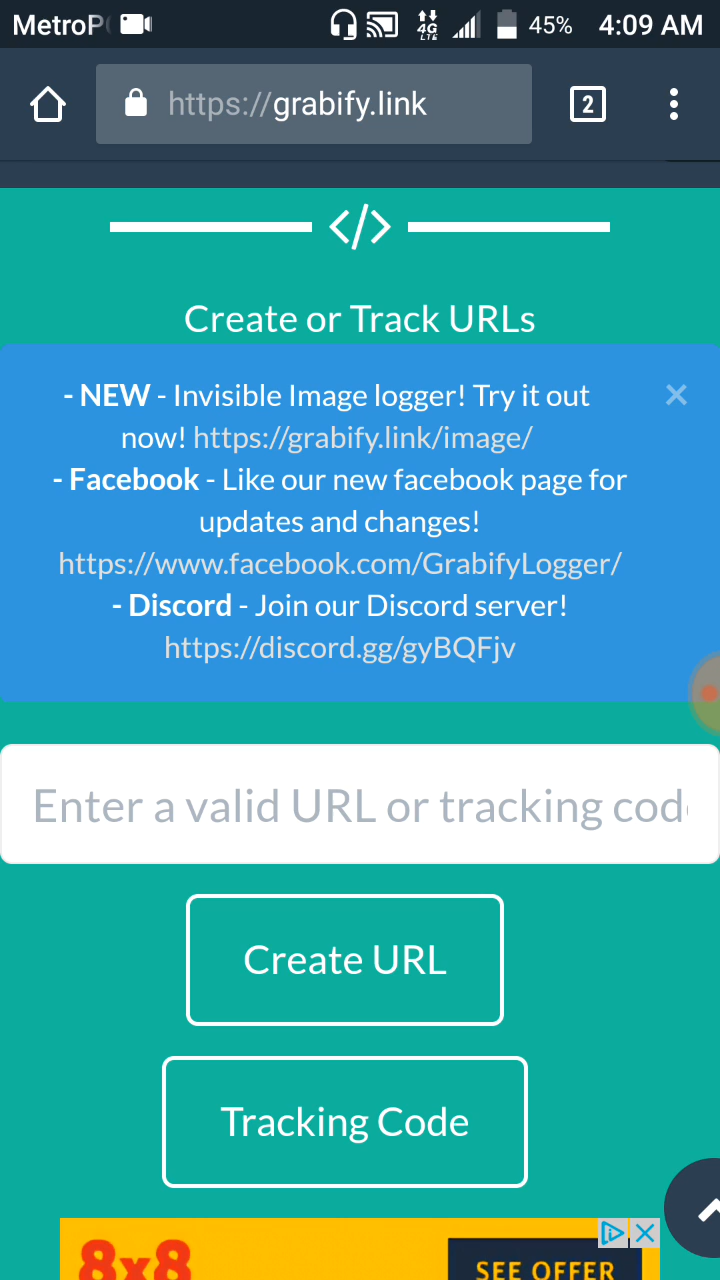 MetroP
4G
LTE
45%
4:09 AM
https://grabify.link
2
</>
Create or Track URLs
- NEW - Invisible Image logger! Try it out
now! https://grabify.link/image/
- Facebook - Like our new facebook page for
updates and changes!
https://www.facebook.com/GrabifyLogger/
- Discord - Join our Discord server!
https://discord.gg/gyBQFjv
Enter a valid URL or tracking cod
Create URL
Tracking Code
8x8
SEE OFFER